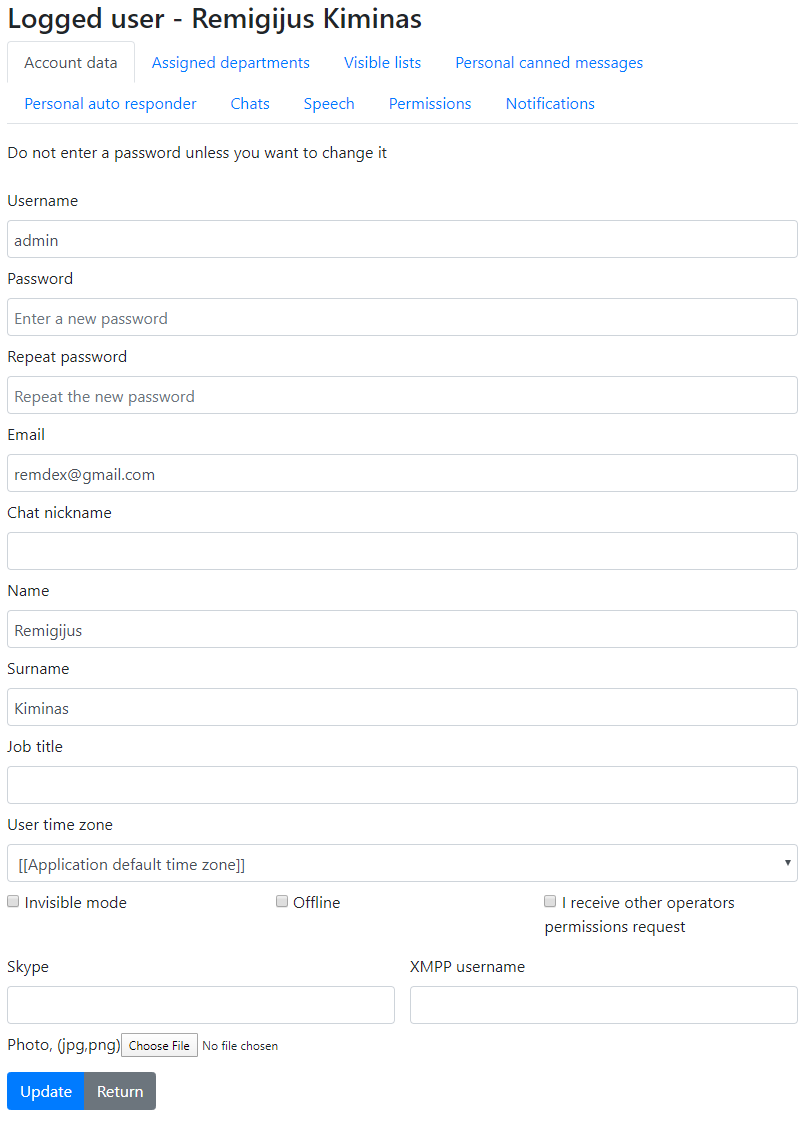 Logged user - Remigijus Kiminas
Account data Assigned departments Visible lists Personal canned messages
Personal auto responder Chats Speech Permissions Notifications
Do not enter a password unless you want to change it
Username
admin
Password
Enter a new password
Repeat password
Repeat the new password
Email
remdex@gmail.com
Chat nickname
Name
Remigijus
Surname
Kiminas
Job title
User time zone
[[Application default time zone]]
Invisible mode Offline I receive other operators
permissions request
Skype XMPP username
Photo, (jpg,png) Choose File No file chosen
Update Return